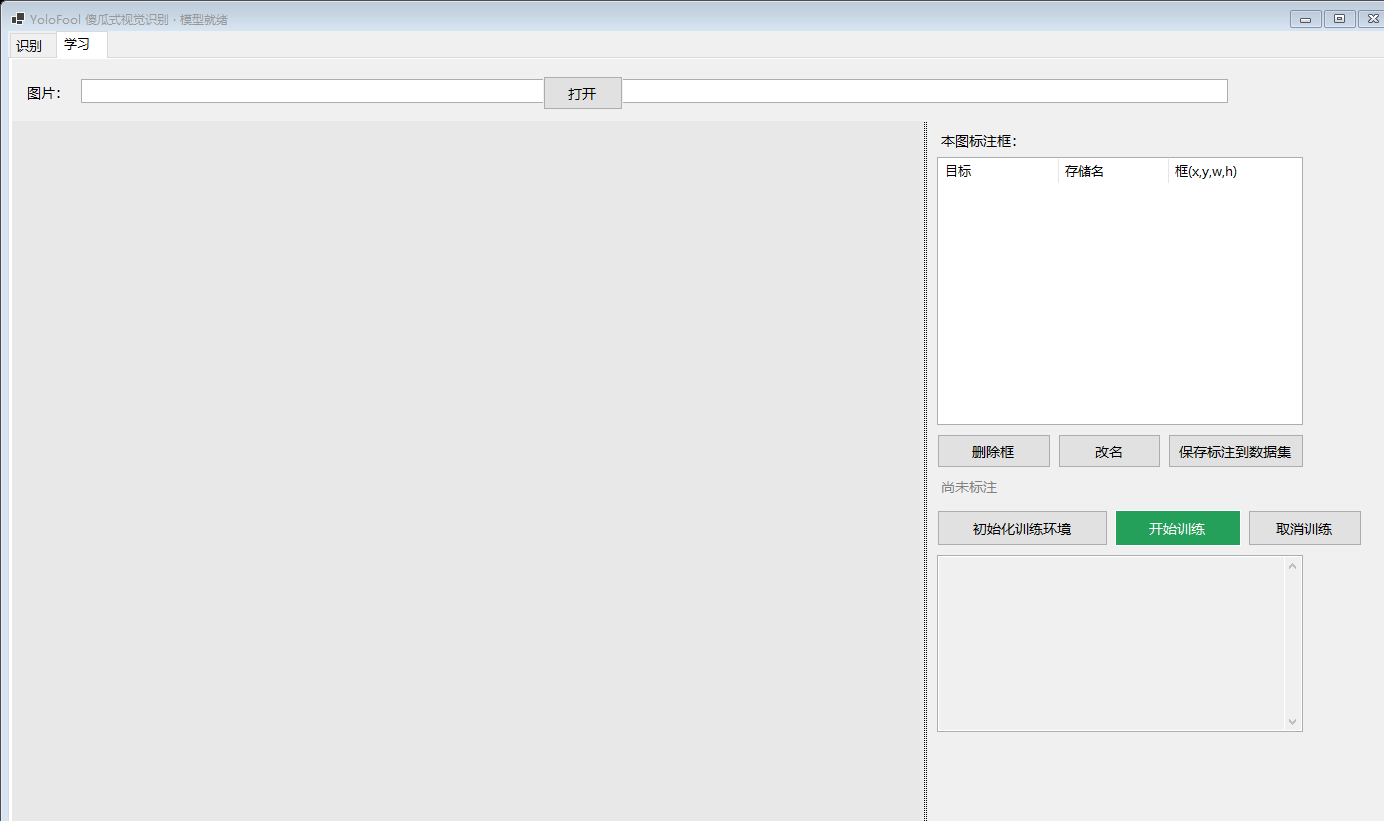 YoloFool 傻瓜式视觉识别 · 模型就绪
识别 学习
图片： 打开
本图标注框：
目标 存储名 框(x,y,w,h)
删除框 改名 保存标注到数据集
尚未标注
初始化训练环境 开始训练 取消训练